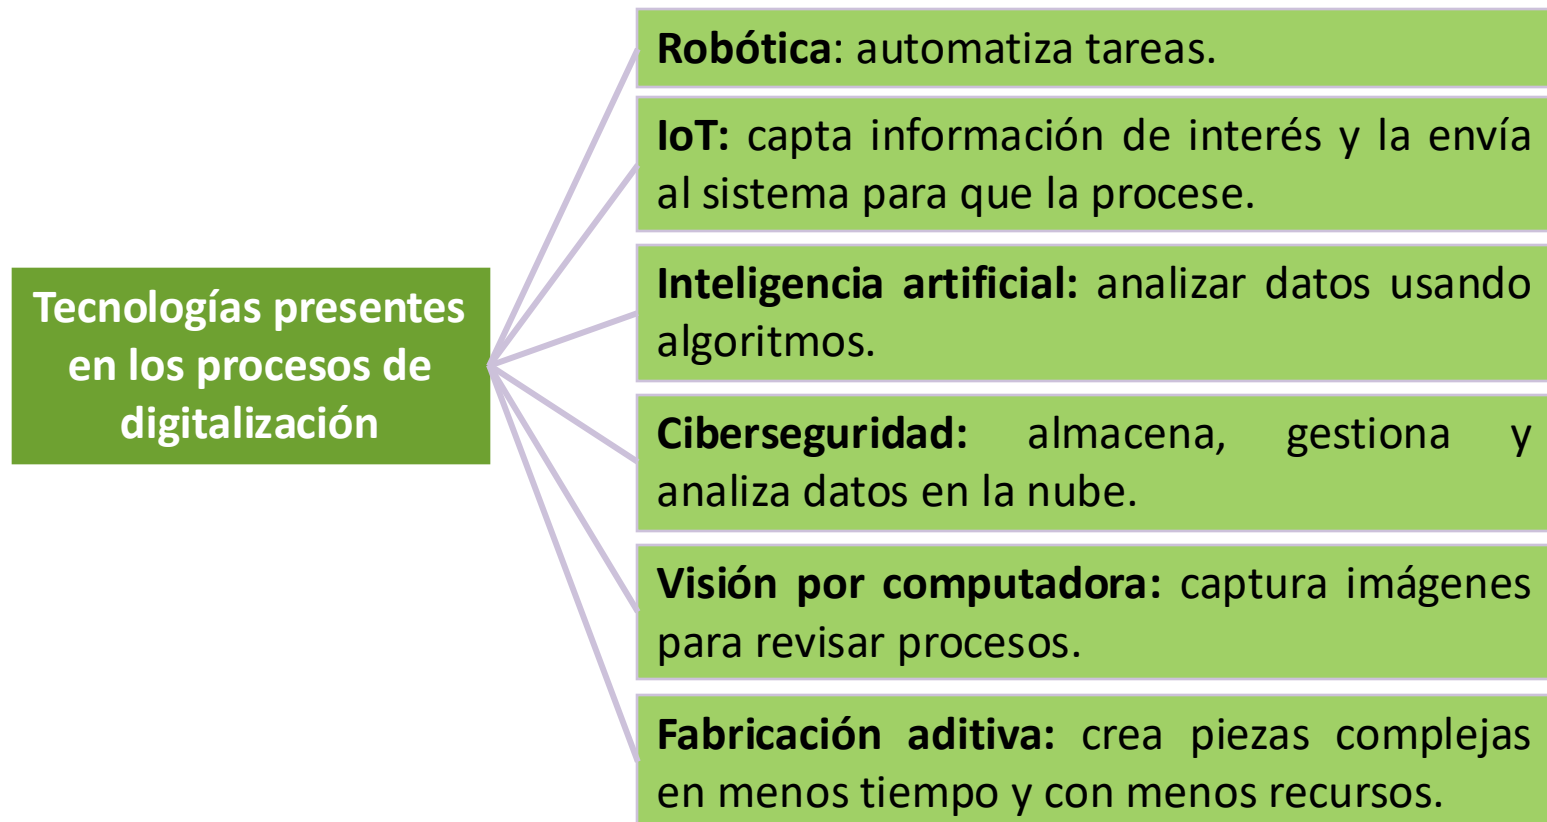 Tecnologías presentes
en los procesos de
digitalización
Robótica: automatiza tareas.
IoT: capta información de interés y la envía
al sistema para que la procese.
Inteligencia artificial: analizar datos usando
algoritmos.
Ciberseguridad: almacena, gestiona y
analiza datos en la nube.
Visión por computadora: captura imágenes
para revisar procesos.
Fabricación aditiva: crea piezas complejas
en menos tiempo y con menos recursos.